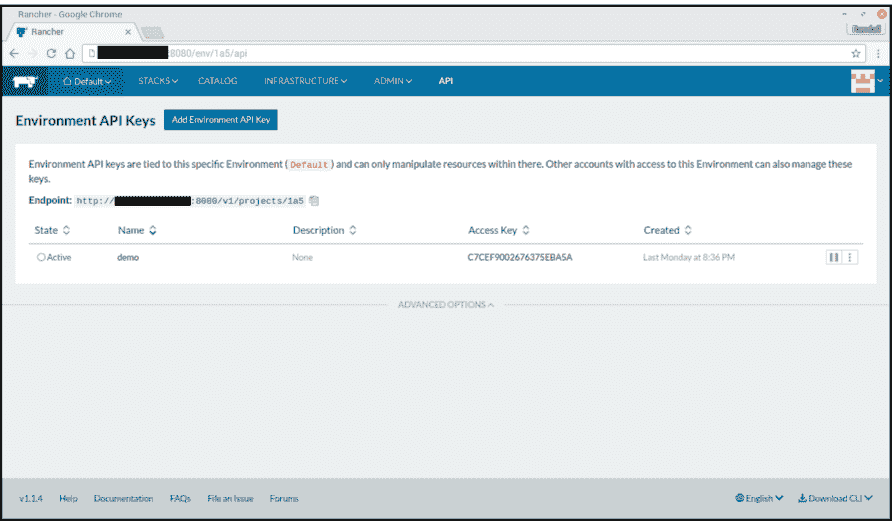 Rancher - Google Chrome
Rancher
:8080/env/1a5/api
Default STACKS CATALOG INFRASTRUCTURE ADMIN API
Environment API Keys Add Environment API Key
Environment API keys are tied to this specific Environment ( Default ) and can only manipulate resources within there. Other accounts with access to this Environment can also manage these
keys.
Endpoint: http:// :8080/v1/projects/1a5
State Name Description Access Key Created
Active demo None C7CEF9002676375EBA5A Last Monday at 8:36 PM
ADVANCED OPTIONS
v1.1.4 Help Documentation FAQs File an Issue Forums English Download CLI